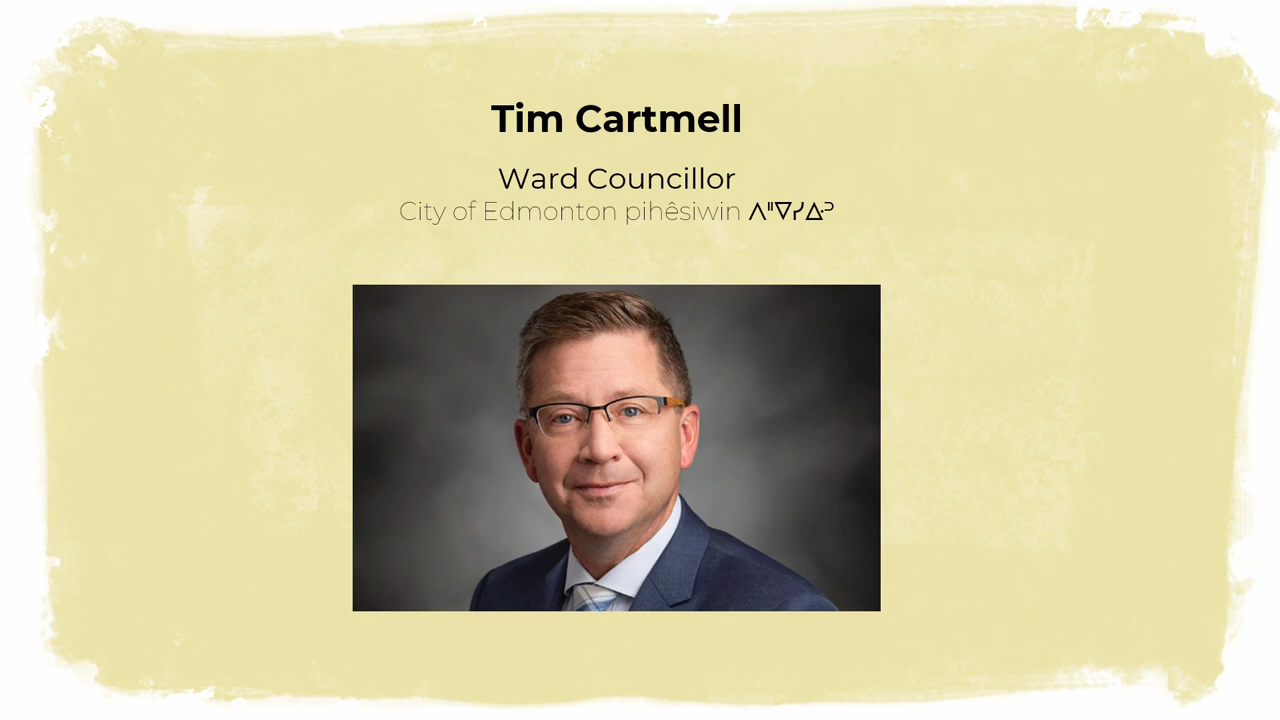 Tim Cartmell
Ward Councillor
City of Edmonton pihêsiwin ᐱᐦᐁᓯᐏᐣ